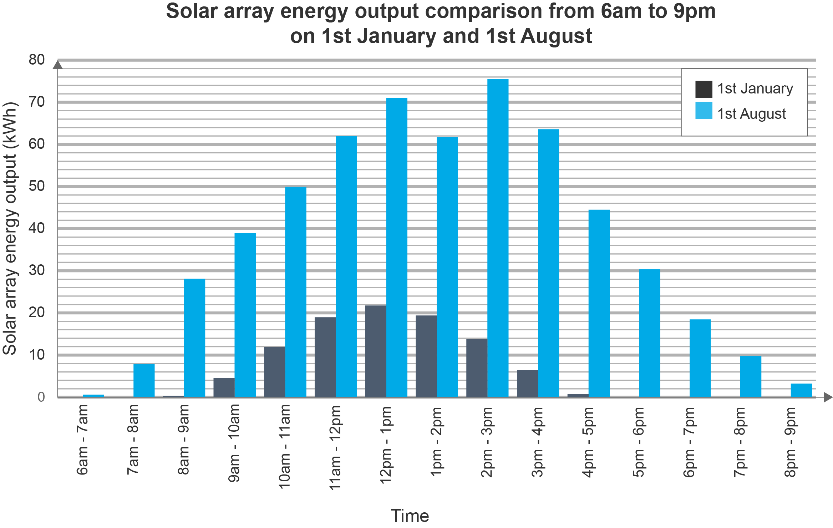 Solar array energy output comparison from 6am to 9pm
on 1st January and 1st August
80
70
60
50
40
30
20
10
0
Solar array energy output (kWh)
1st January
1st August
6am - 7am
7am - 8am
8am - 9am
9am - 10am
10am - 11am
11am - 12pm
12pm - 1pm
1pm - 2pm
2pm - 3pm
3pm - 4pm
4pm - 5pm
5pm - 6pm
6pm - 7pm
7pm - 8pm
8pm - 9pm
Time